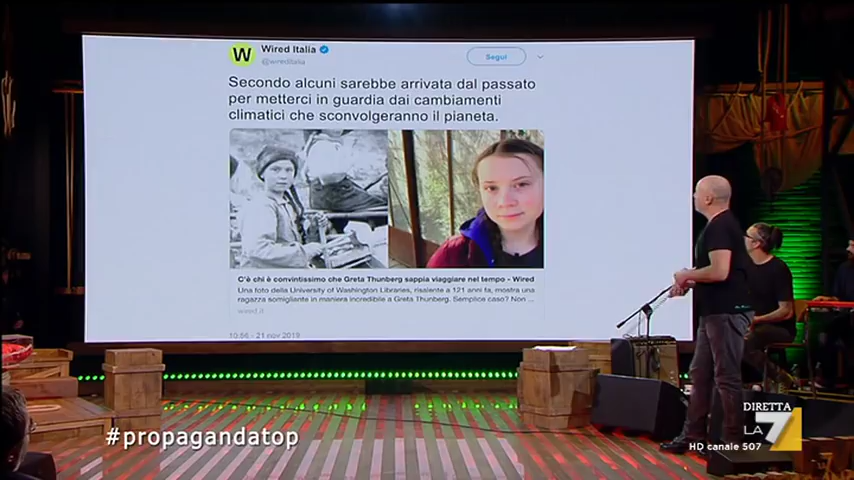 W
Wired Italia
@wireditalia
Segui
Secondo alcuni sarebbe arrivata dal passato
per metterci in guardia dai cambiamenti
climatici che sconvolgeranno il pianeta.
C'è chi è convintissimo che Greta Thunberg sappia viaggiare nel tempo - Wired
Una foto della University of Washington Libraries, risalente a 121 anni fa, mostra una
ragazza somigliante in maniera incredibile a Greta Thunberg. Semplice caso? Non ...
wired.it
10:56 - 21 nov 2019
#propagandatop
DIRETTA
LA 7
HD canale 507